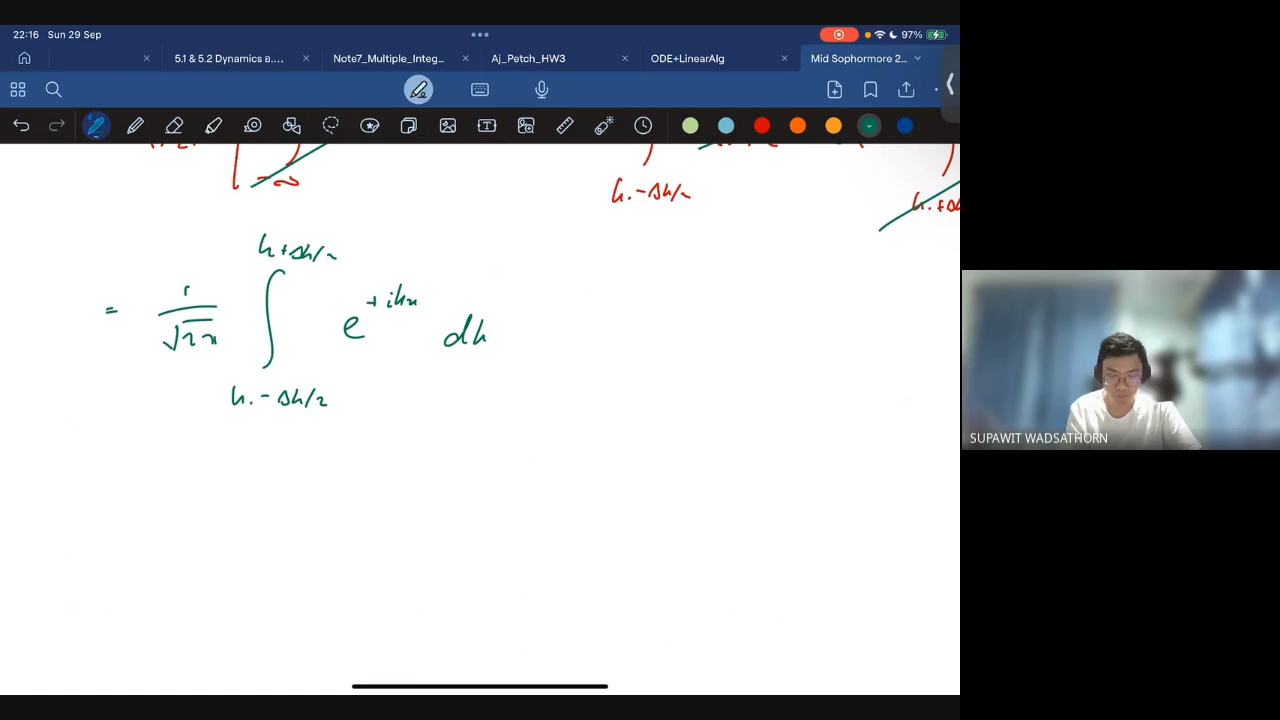 22:16 Sun 29 Sep
97%
5.1 & 5.2 Dynamics a....
Note7_Multiple_Integ...
Aj_Petch_HW3
ODE+LinearAlg
Mid Sophormore 2...
-∞
k₀-Δk/2
k₀+Δk/2
= 1/√2π ∫ e^{+ikx} dk
k₀-Δk/2
SUPAWIT WADSATHORN